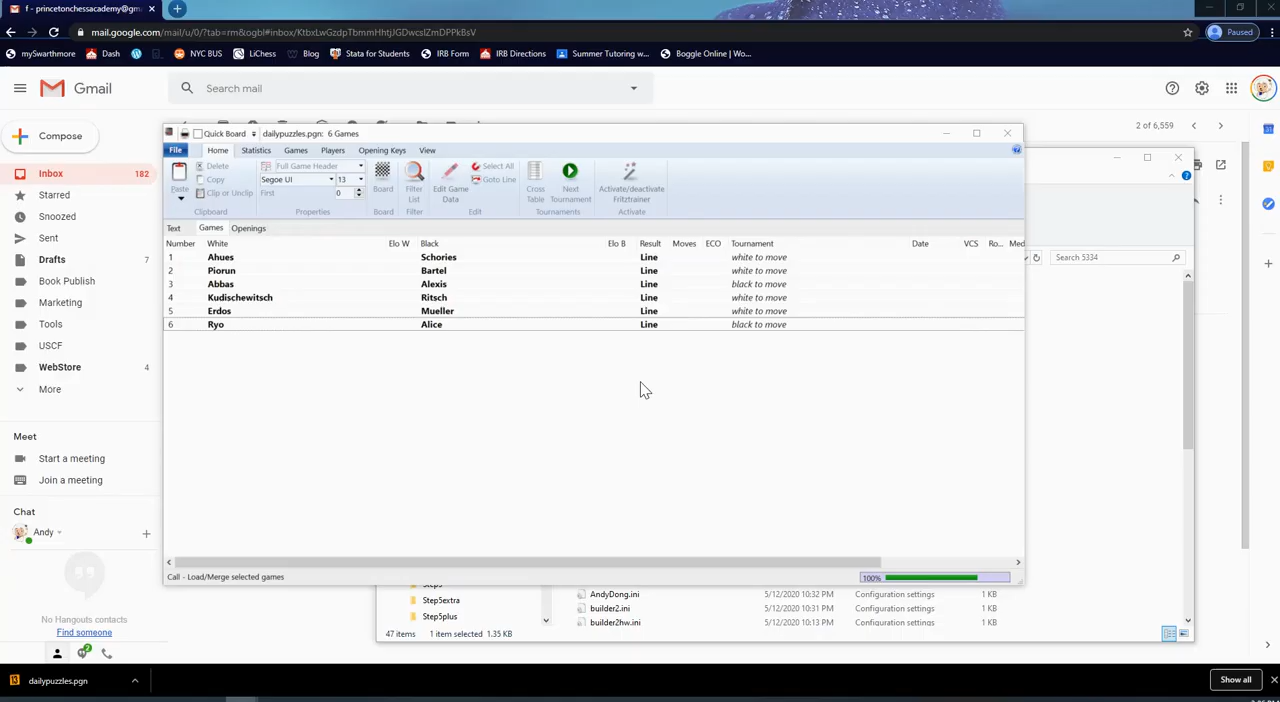 f - princetonchessacademy@gm
mail.google.com/mail/u/0/?tab=rm&ogbl#inbox/KtbxLwGzdpTbmmHhtjJGDwcslZmDPPkBsV
Paused
mySwarthmore Dash NYC BUS LiChess Blog Stata for Students IRB Form IRB Directions Summer Tutoring w... Boggle Online | Wo...
Gmail
Search mail
Compose
2 of 6,559
Quick Board dailypuzzles.pgn: 6 Games
File Home Statistics Games Players Opening Keys View
Delete Full Game Header Select All
Copy Segoe UI 13 Goto Line
Clip or Unclip First 0
Paste Board Filter List Edit Game Data Cross Table Next Tournament Activate/deactivate Fritztrainer
Clipboard Properties Board Filter Edit Tournaments Activate
Text Games Openings
Number White Elo W Black Elo B Result Moves ECO Tournament Date VCS Ro... Med
1 Ahues Schories Line white to move
2 Piorun Bartel Line white to move
3 Abbas Alexis Line black to move
4 Kudischewitsch Ritsch Line white to move
5 Erdos Mueller Line white to move
6 Ryo Alice Line black to move
Search 5334
Inbox 182
Starred
Snoozed
Sent
Drafts 7
Book Publish
Marketing
Tools
USCF
WebStore 4
More
Meet
Start a meeting
Join a meeting
Chat
Andy
No Hangouts contacts
Find someone
Call - Load/Merge selected games
100%
Step5extra
Step5plus
AndyDong.ini 5/12/2020 10:32 PM Configuration settings 1 KB
builder2.ini 5/12/2020 10:13 PM Configuration settings 1 KB
builder2hw.ini 5/12/2020 10:13 PM Configuration settings 1 KB
47 items 1 item selected 1.35 KB
dailypuzzles.pgn
Show all